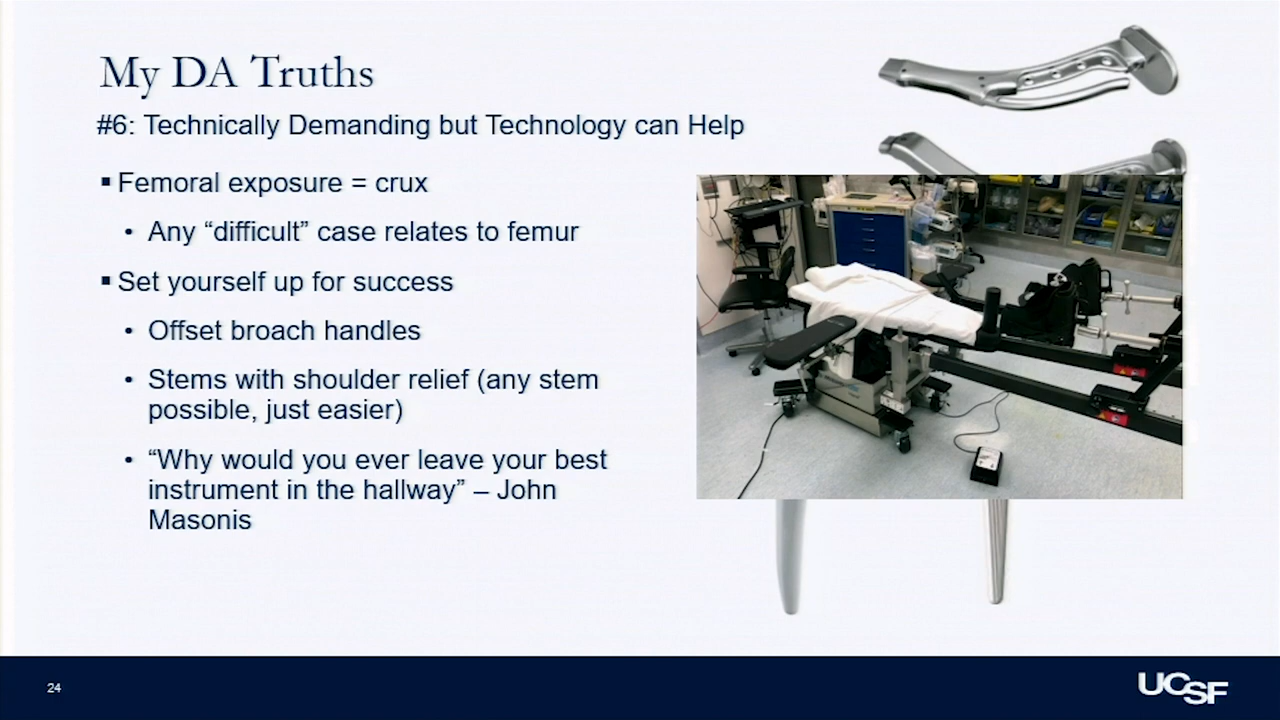 My DA Truths
#6: Technically Demanding but Technology can Help
▪ Femoral exposure = crux
• Any “difficult” case relates to femur
▪ Set yourself up for success
• Offset broach handles
• Stems with shoulder relief (any stem
possible, just easier)
• “Why would you ever leave your best
instrument in the hallway” – John
Masonis
24
UCSF